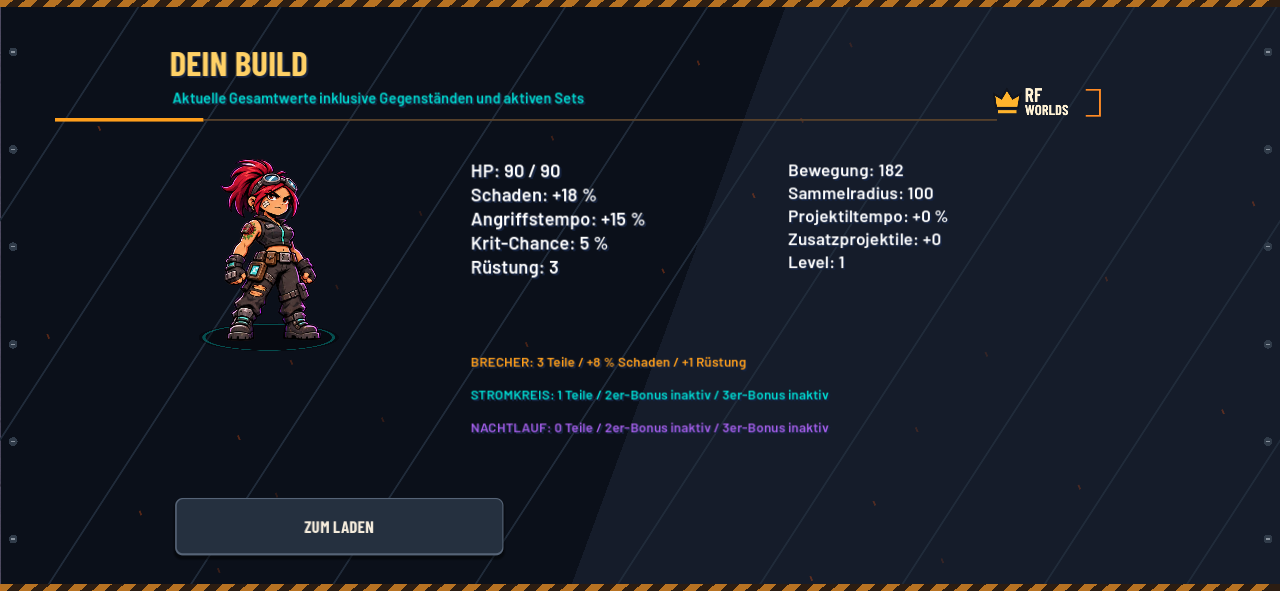 DEIN BUILD
Aktuelle Gesamtwerte inklusive Gegenständen und aktiven Sets
RF
WORLDS
HP: 90 / 90
Schaden: +18 %
Angriffstempo: +15 %
Krit-Chance: 5 %
Rüstung: 3
Bewegung: 182
Sammelradius: 100
Projektiltempo: +0 %
Zusatzprojektile: +0
Level: 1
BRECHER: 3 Teile / +8 % Schaden / +1 Rüstung
STROMKREIS: 1 Teile / 2er-Bonus inaktiv / 3er-Bonus inaktiv
NACHTLAUF: 0 Teile / 2er-Bonus inaktiv / 3er-Bonus inaktiv
ZUM LADEN